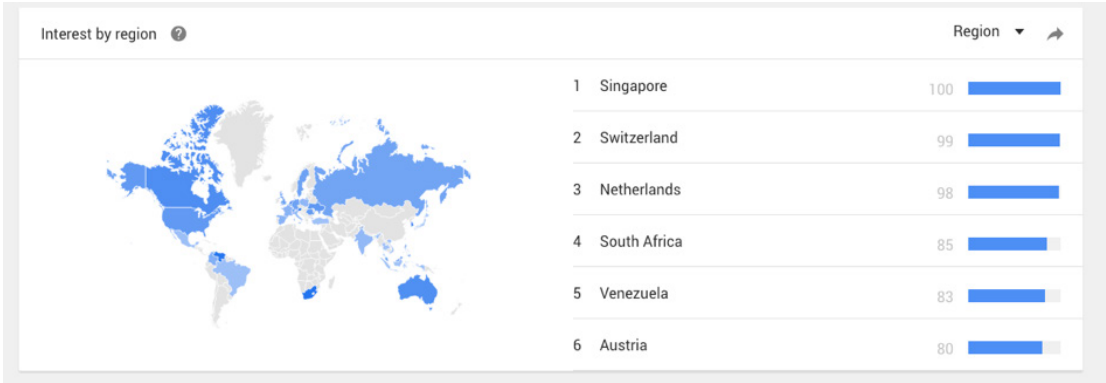 Interest by region ?
Region
1 Singapore 100
2 Switzerland 99
3 Netherlands 98
4 South Africa 85
5 Venezuela 83
6 Austria 80